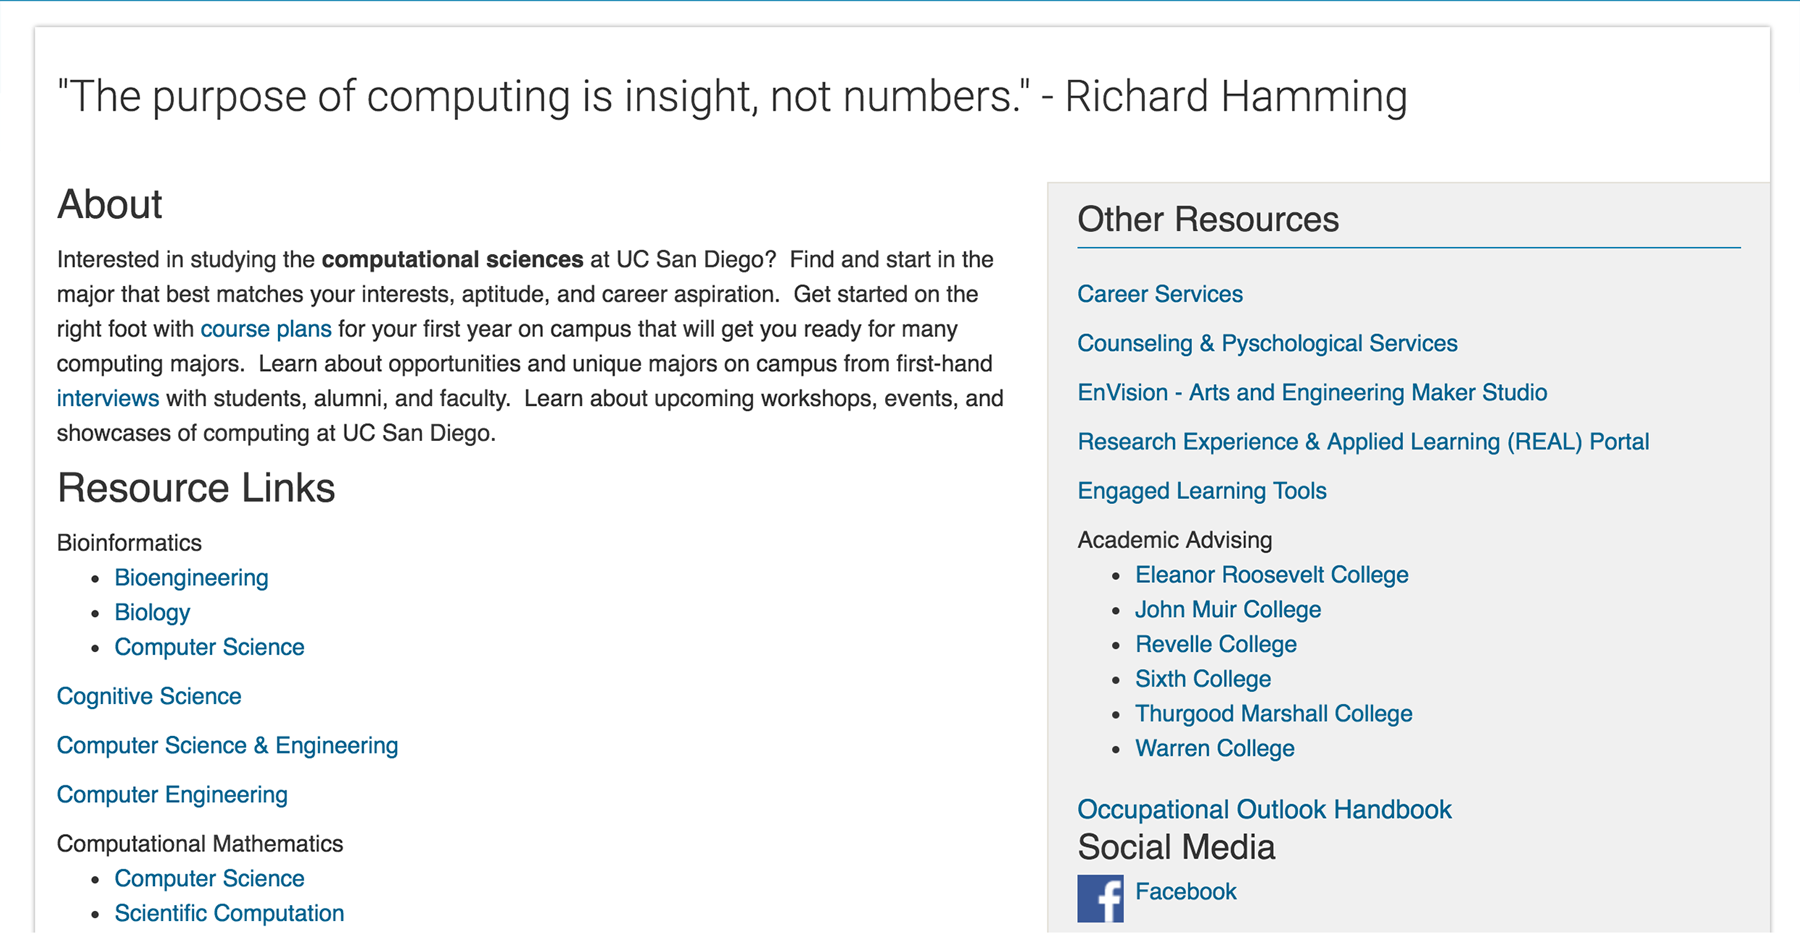 "The purpose of computing is insight, not numbers." - Richard Hamming
About
Interested in studying the computational sciences at UC San Diego?  Find and start in the
major that best matches your interests, aptitude, and career aspiration.  Get started on the
right foot with course plans for your first year on campus that will get you ready for many
computing majors.  Learn about opportunities and unique majors on campus from first-hand
interviews with students, alumni, and faculty.  Learn about upcoming workshops, events, and
showcases of computing at UC San Diego.
Resource Links
Bioinformatics
• Bioengineering
• Biology
• Computer Science
Cognitive Science
Computer Science & Engineering
Computer Engineering
Computational Mathematics
• Computer Science
• Scientific Computation
Other Resources
Career Services
Counseling & Pyschological Services
EnVision - Arts and Engineering Maker Studio
Research Experience & Applied Learning (REAL) Portal
Engaged Learning Tools
Academic Advising
• Eleanor Roosevelt College
• John Muir College
• Revelle College
• Sixth College
• Thurgood Marshall College
• Warren College
Occupational Outlook Handbook
Social Media
f Facebook